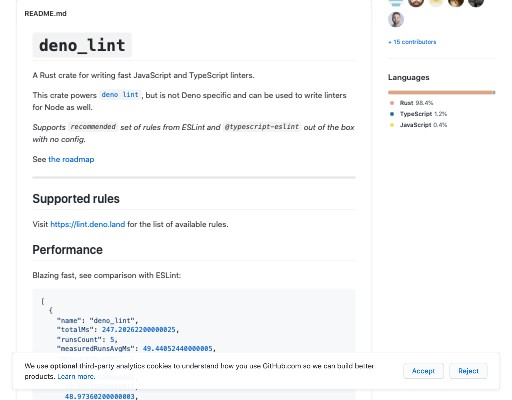 README.md
deno_lint
A Rust crate for writing fast JavaScript and TypeScript linters.
This crate powers deno lint, but is not Deno specific and can be used to write linters
for Node as well.
Supports recommended set of rules from ESLint and @typescript-eslint out of the box
with no config.
See the roadmap
Supported rules
Visit https://lint.deno.land for the list of available rules.
Performance
Blazing fast, see comparison with ESLint:
[
{
"name": "deno_lint",
"totalMs": 247.20262200000025,
"runsCount": 5,
"measuredRunsAvgMs": 49.44052440000005,
48.97360000000003,
+ 15 contributors
Languages
Rust 98.4%
TypeScript 1.2%
JavaScript 0.4%
We use optional third-party analytics cookies to understand how you use GitHub.com so we can build better
products. Learn more.
Accept
Reject